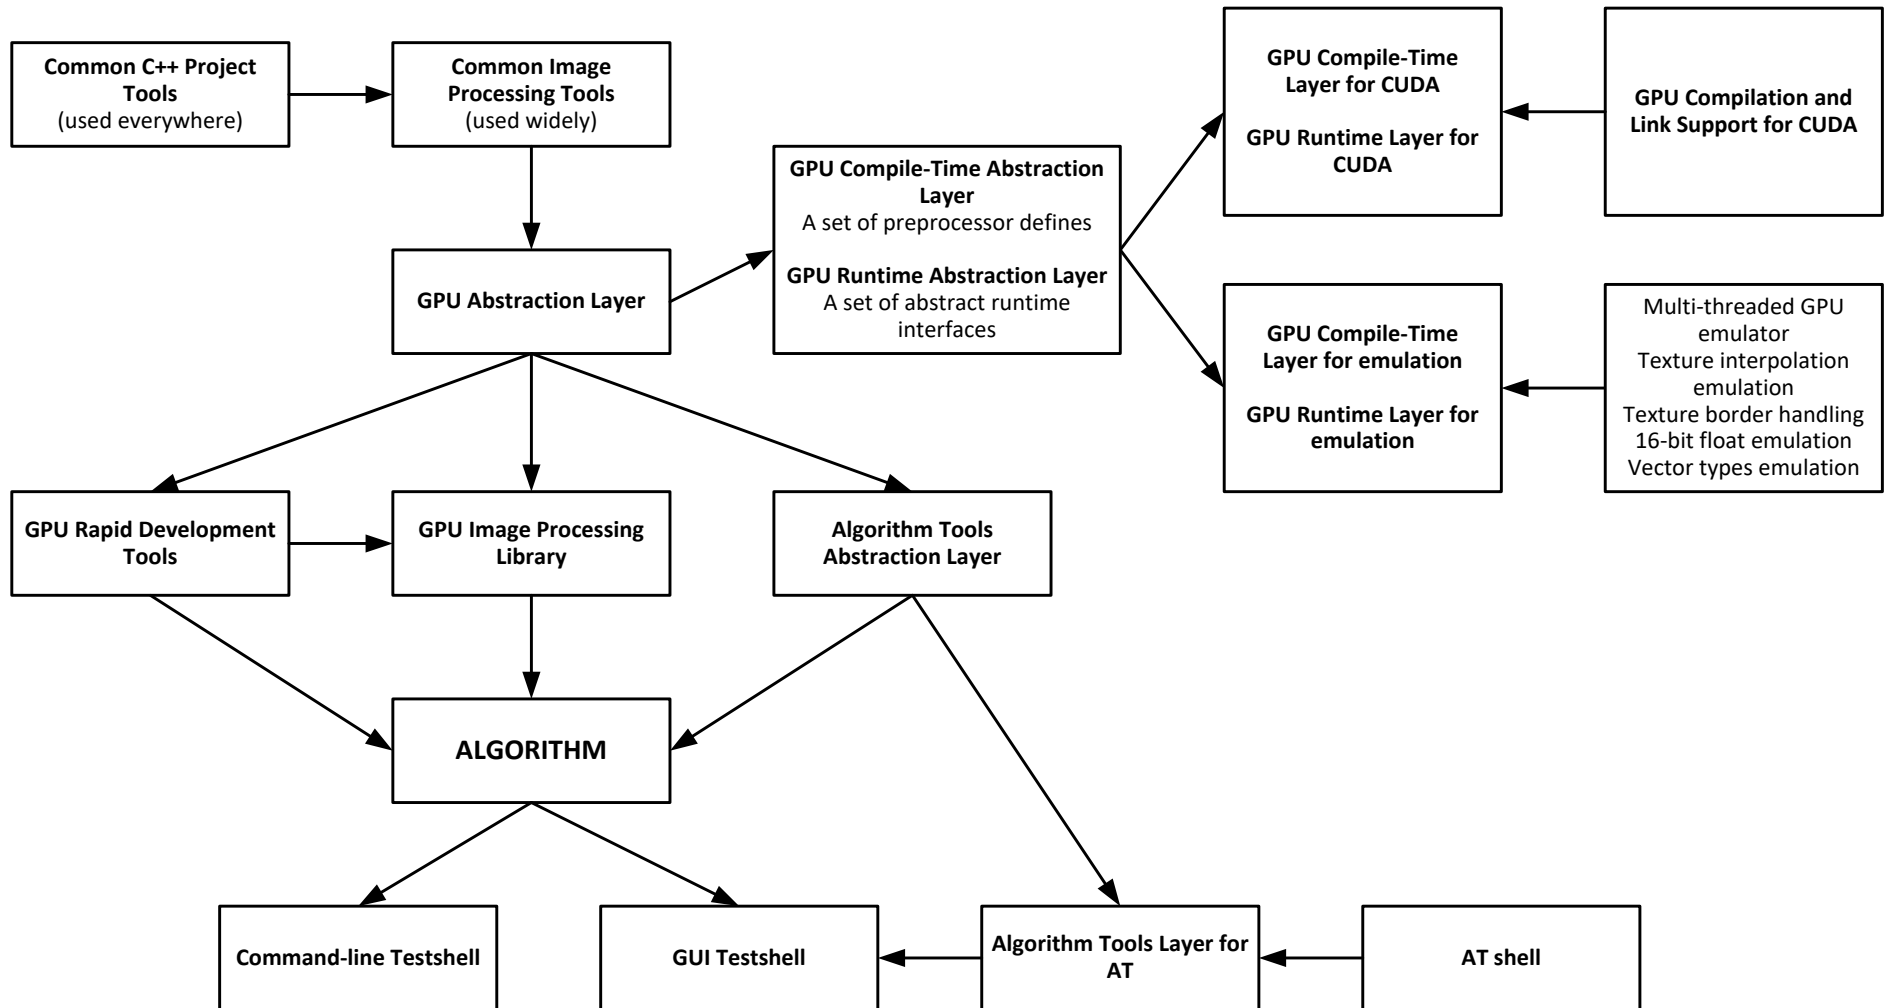 Common C++ Project
Tools
(used everywhere)
Common Image
Processing Tools
(used widely)
GPU Compile-Time
Layer for CUDA
GPU Runtime Layer for
CUDA
GPU Compilation and
Link Support for CUDA
GPU Compile-Time Abstraction
Layer
A set of preprocessor defines
GPU Runtime Abstraction Layer
A set of abstract runtime
interfaces
GPU Abstraction Layer
GPU Compile-Time
Layer for emulation
GPU Runtime Layer for
emulation
Multi-threaded GPU
emulator
Texture interpolation
emulation
Texture border handling
16-bit float emulation
Vector types emulation
GPU Rapid Development
Tools
GPU Image Processing
Library
Algorithm Tools
Abstraction Layer
ALGORITHM
Command-line Testshell
GUI Testshell
Algorithm Tools Layer for
AT
AT shell